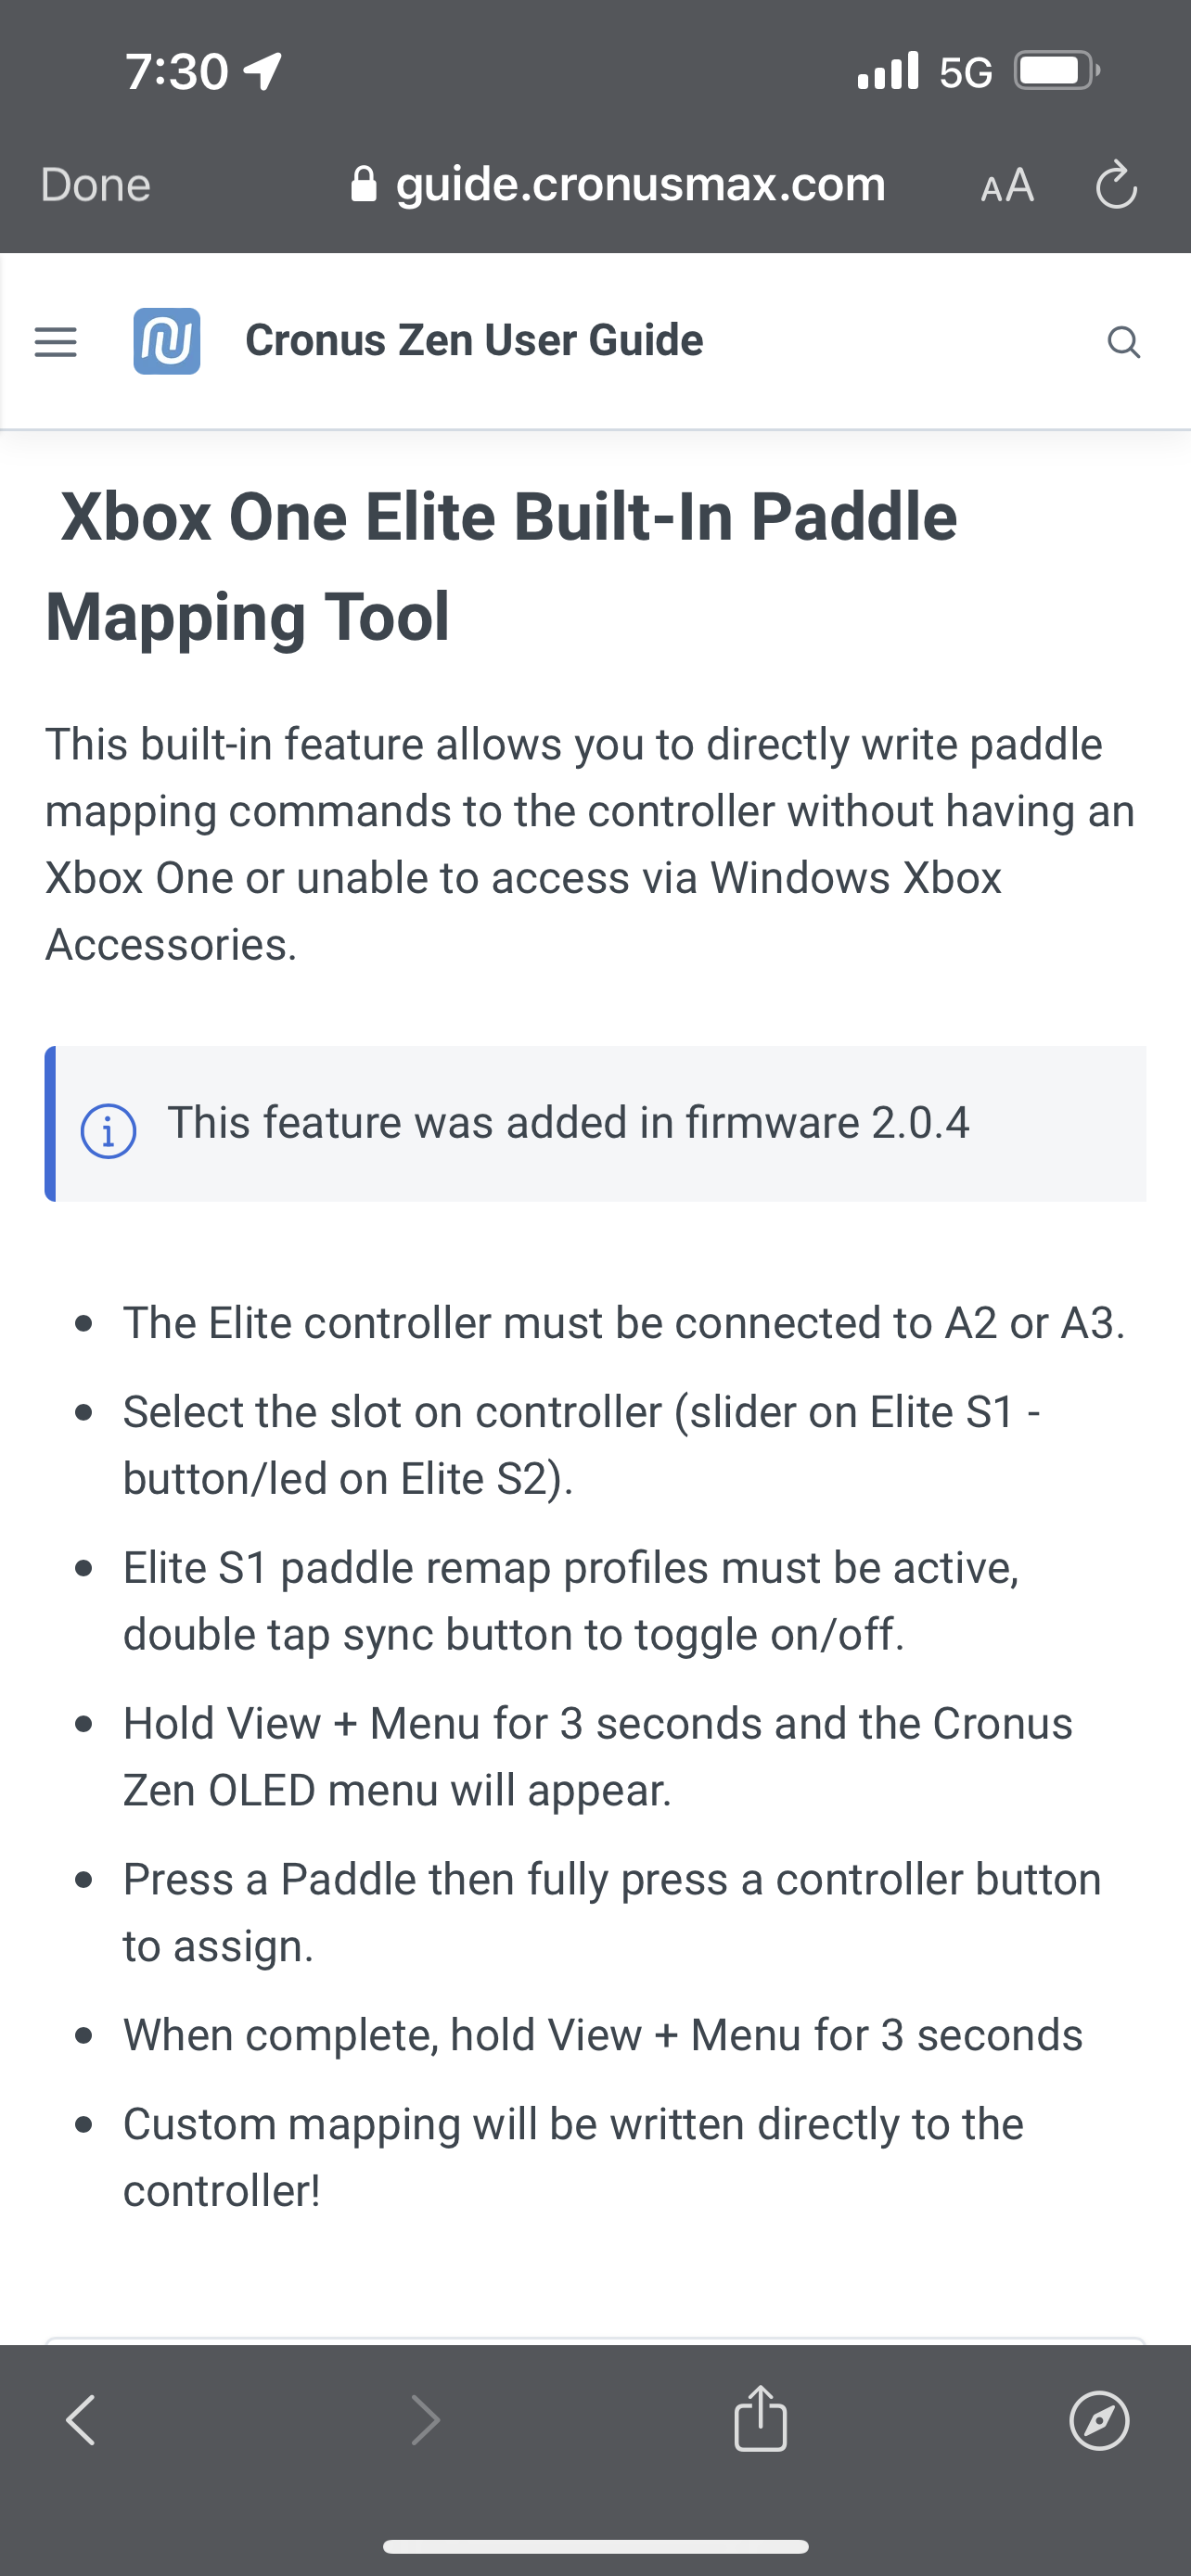 7:30
5G
Done
guide.cronusmax.com
AA
Cronus Zen User Guide
Xbox One Elite Built-In Paddle
Mapping Tool
This built-in feature allows you to directly write paddle
mapping commands to the controller without having an
Xbox One or unable to access via Windows Xbox
Accessories.
This feature was added in firmware 2.0.4
• The Elite controller must be connected to A2 or A3.
• Select the slot on controller (slider on Elite S1 -
button/led on Elite S2).
• Elite S1 paddle remap profiles must be active,
double tap sync button to toggle on/off.
• Hold View + Menu for 3 seconds and the Cronus
Zen OLED menu will appear.
• Press a Paddle then fully press a controller button
to assign.
• When complete, hold View + Menu for 3 seconds
• Custom mapping will be written directly to the
controller!